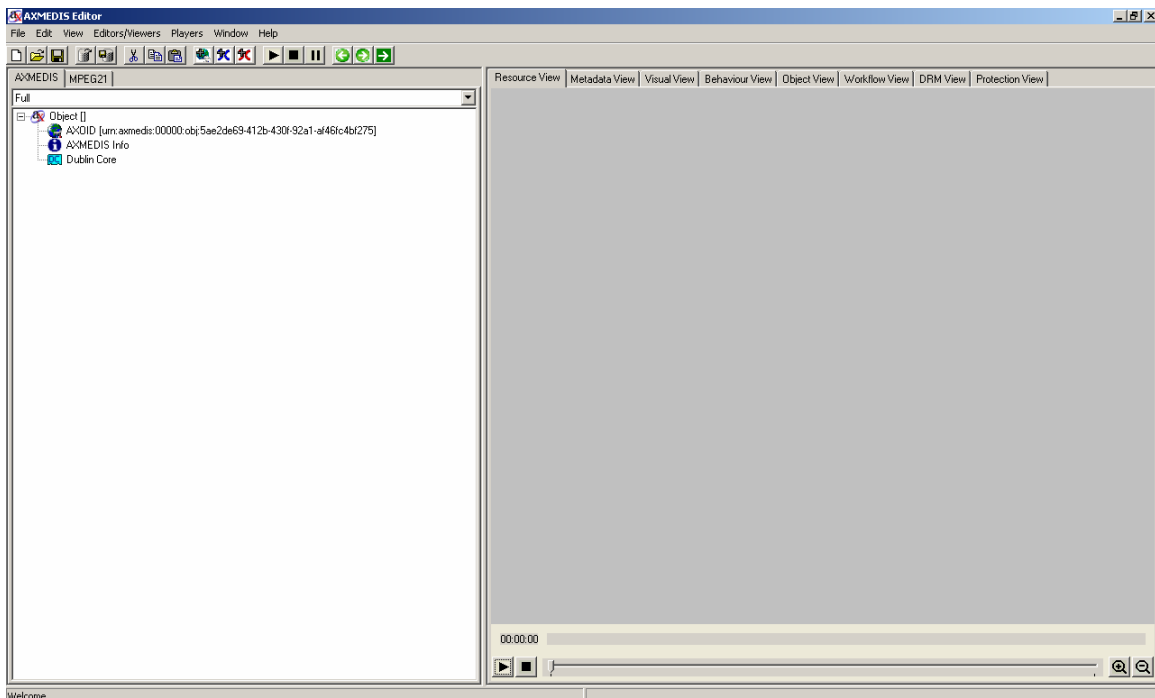 AXMEDIS Editor
File Edit View Editors/Viewers Players Window Help
AXMEDIS MPEG21
Resource View Metadata View Visual View Behaviour View Object View Workflow View DRM View Protection View
Full
Object []
AXOID [urn:axmedis:00000:obj:5ae2de69-412b-430f-92a1-af46fc4bf275]
AXMEDIS Info
DC Dublin Core
00:00:00
Welcome